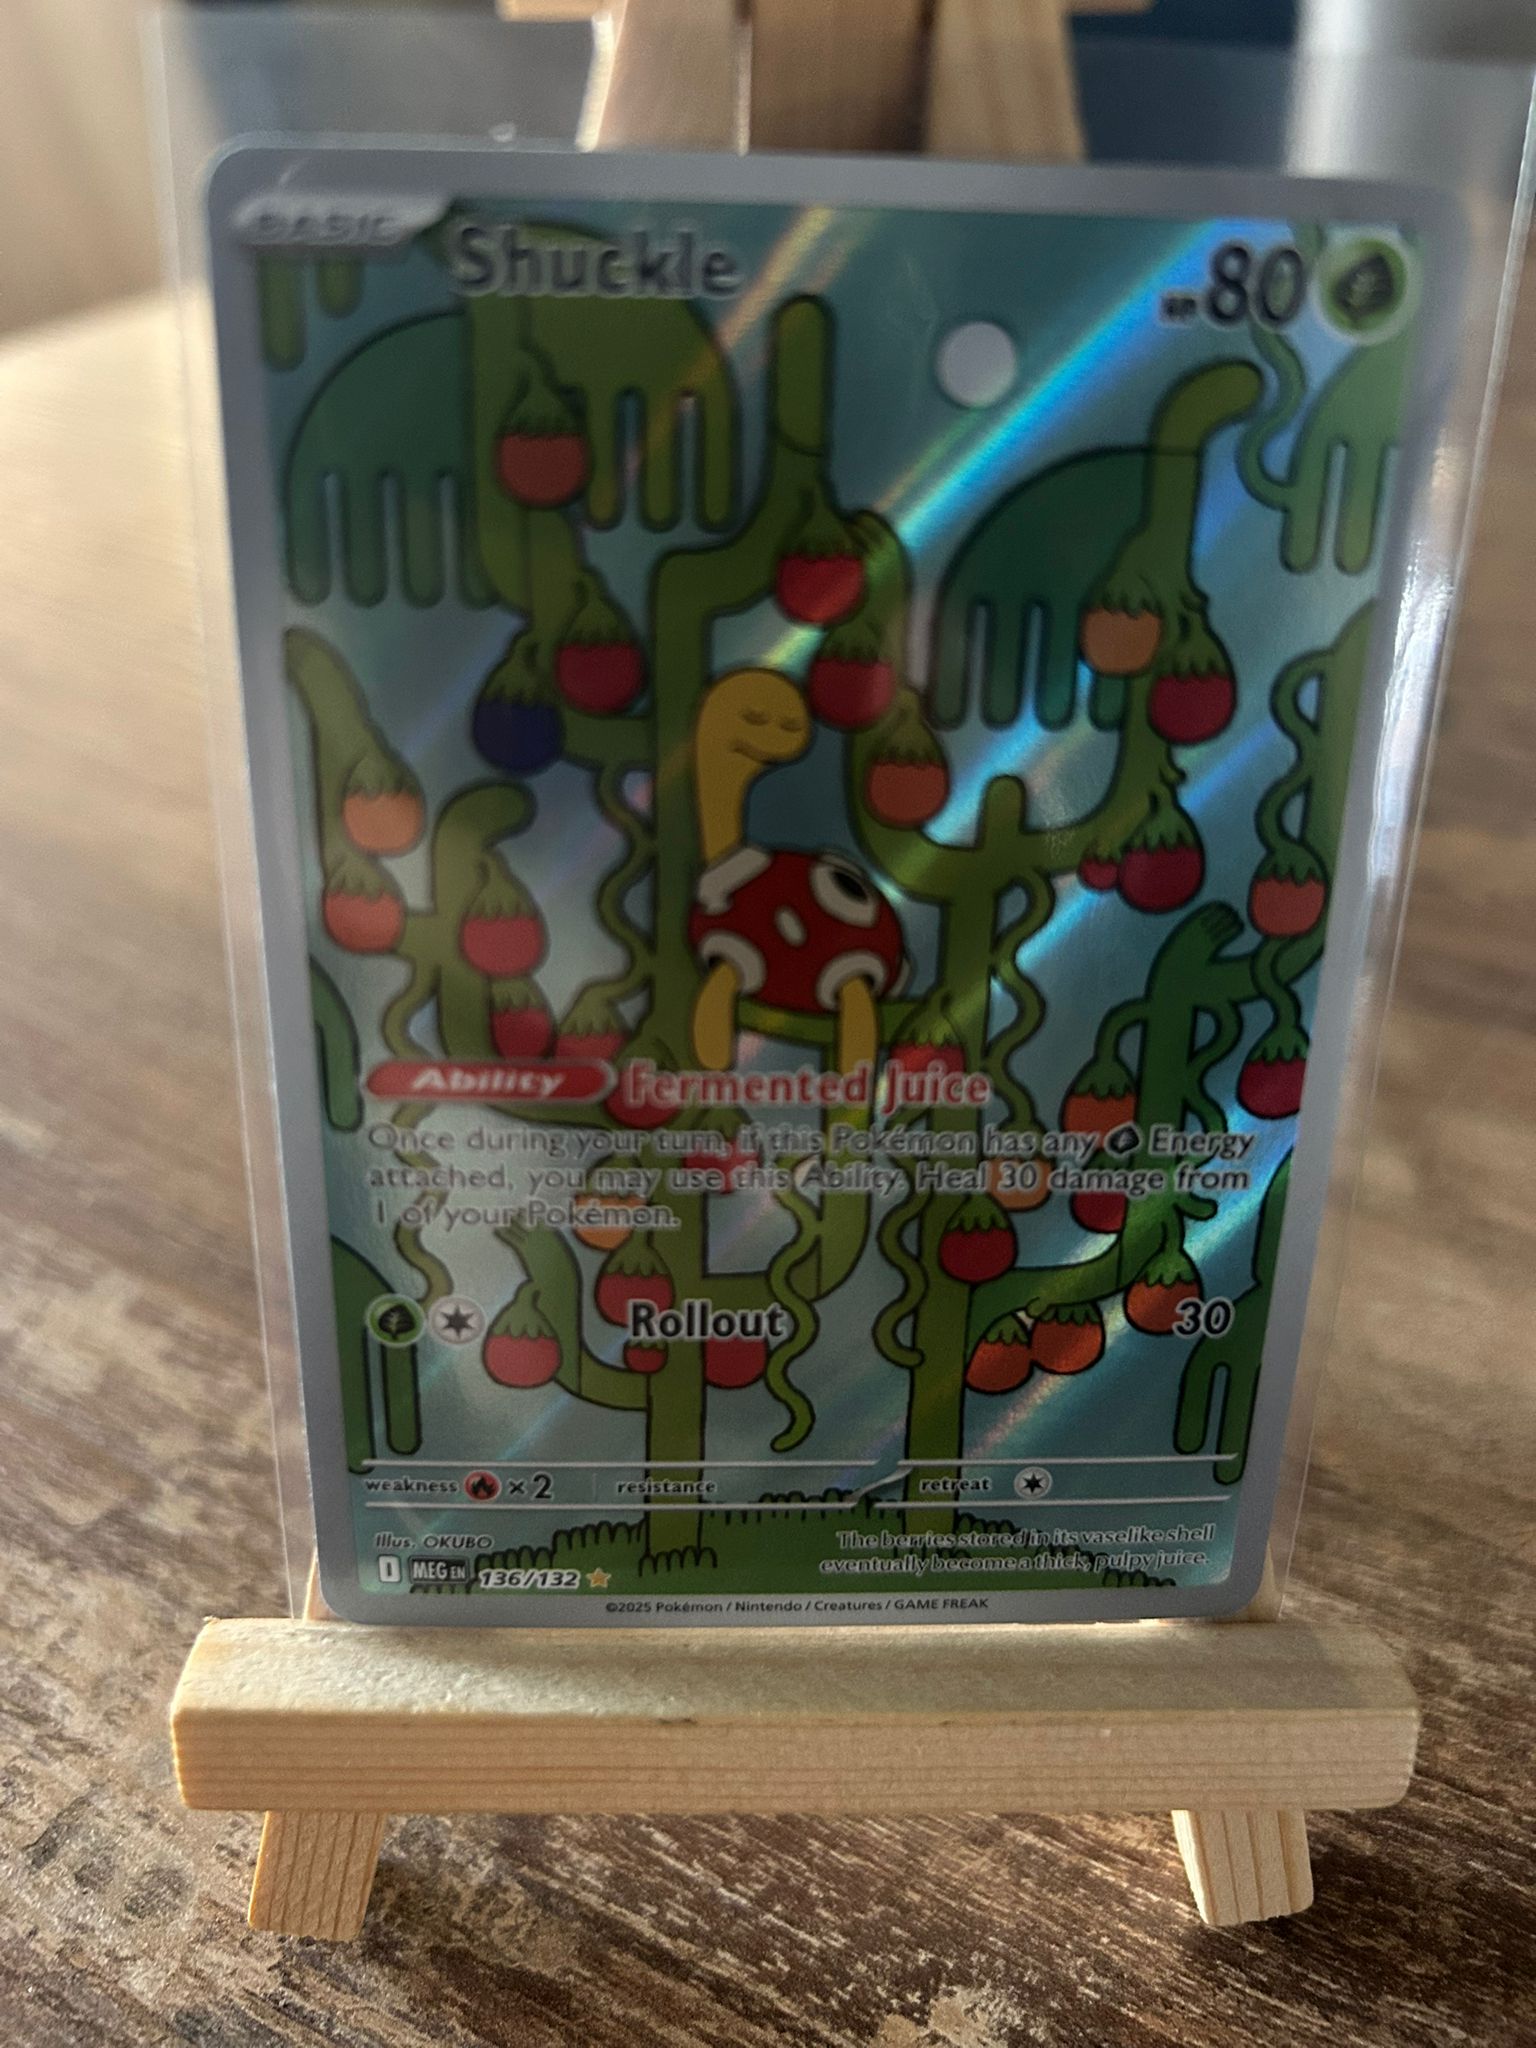 BASIC
Shuckle
HP 80
Ability Fermented Juice
Once during your turn, if this Pokémon has any Energy
attached, you may use this Ability. Heal 30 damage from
1 of your Pokémon.
Rollout 30
weakness ×2 resistance retreat
Illus. OKUBO
The berries stored in its vaselike shell
eventually become a thick, pulpy juice.
D MEG EN 136/132
©2025 Pokémon / Nintendo / Creatures / GAME FREAK